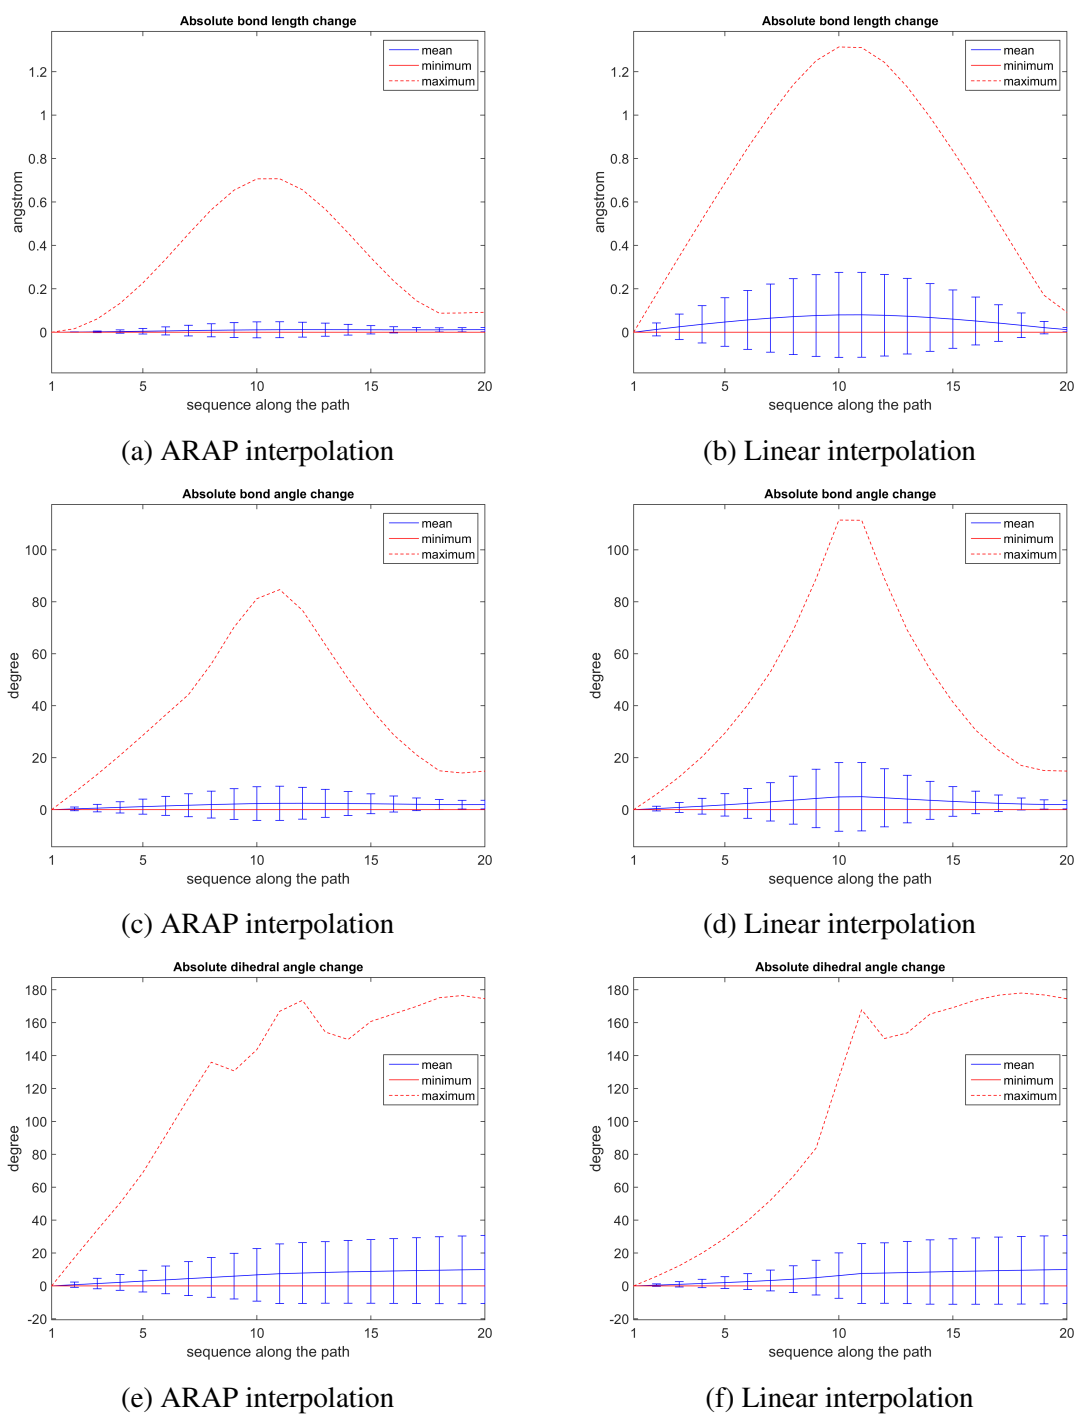 Absolute bond length change
mean
minimum
maximum
1.2
1
0.8
0.6
0.4
0.2
0
angstrom
1 5 10 15 20
sequence along the path
(a) ARAP interpolation
Absolute bond length change
mean
minimum
maximum
1.2
1
0.8
0.6
0.4
0.2
0
angstrom
1 5 10 15 20
sequence along the path
(b) Linear interpolation
Absolute bond angle change
mean
minimum
maximum
100
80
60
40
20
0
degree
1 5 10 15 20
sequence along the path
(c) ARAP interpolation
Absolute bond angle change
mean
minimum
maximum
100
80
60
40
20
0
degree
1 5 10 15 20
sequence along the path
(d) Linear interpolation
Absolute dihedral angle change
180
160
140
mean
minimum
maximum
120
100
80
60
40
20
0
-20
degree
1 5 10 15 20
sequence along the path
(e) ARAP interpolation
Absolute dihedral angle change
180
160
140
mean
minimum
maximum
120
100
80
60
40
20
0
-20
degree
1 5 10 15 20
sequence along the path
(f) Linear interpolation